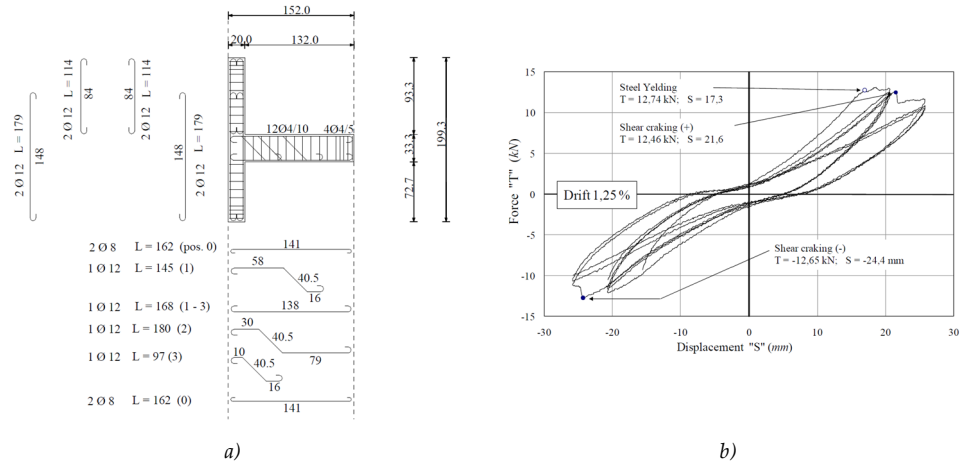 152.0
20.0 132.0
2 Ø 12 L = 179
148
2 Ø 12 L = 114
84
84
2 Ø 12 L = 114
148
2 Ø 12 L = 179
12Ø4/10 4Ø4/5
93.3
33.3
72.7
199.3
2 Ø 8 L = 162 (pos. 0) 141
1 Ø 12 L = 145 (1) 58 40.5 16
1 Ø 12 L = 168 (1 - 3) 138
1 Ø 12 L = 180 (2) 30 40.5 79
1 Ø 12 L = 97 (3) 10 40.5 16
2 Ø 8 L = 162 (0) 141
a)
15
10
5
0
-5
-10
-15
Force "T" (kN)
Steel Yelding
T = 12,74 kN; S = 17,3
Shear craking (+)
T = 12,46 kN; S = 21,6
Drift 1,25 %
Shear craking (-)
T = -12,65 kN; S = -24,4 mm
-30 -20 -10 0 10 20 30
Displacement "S" (mm)
b)